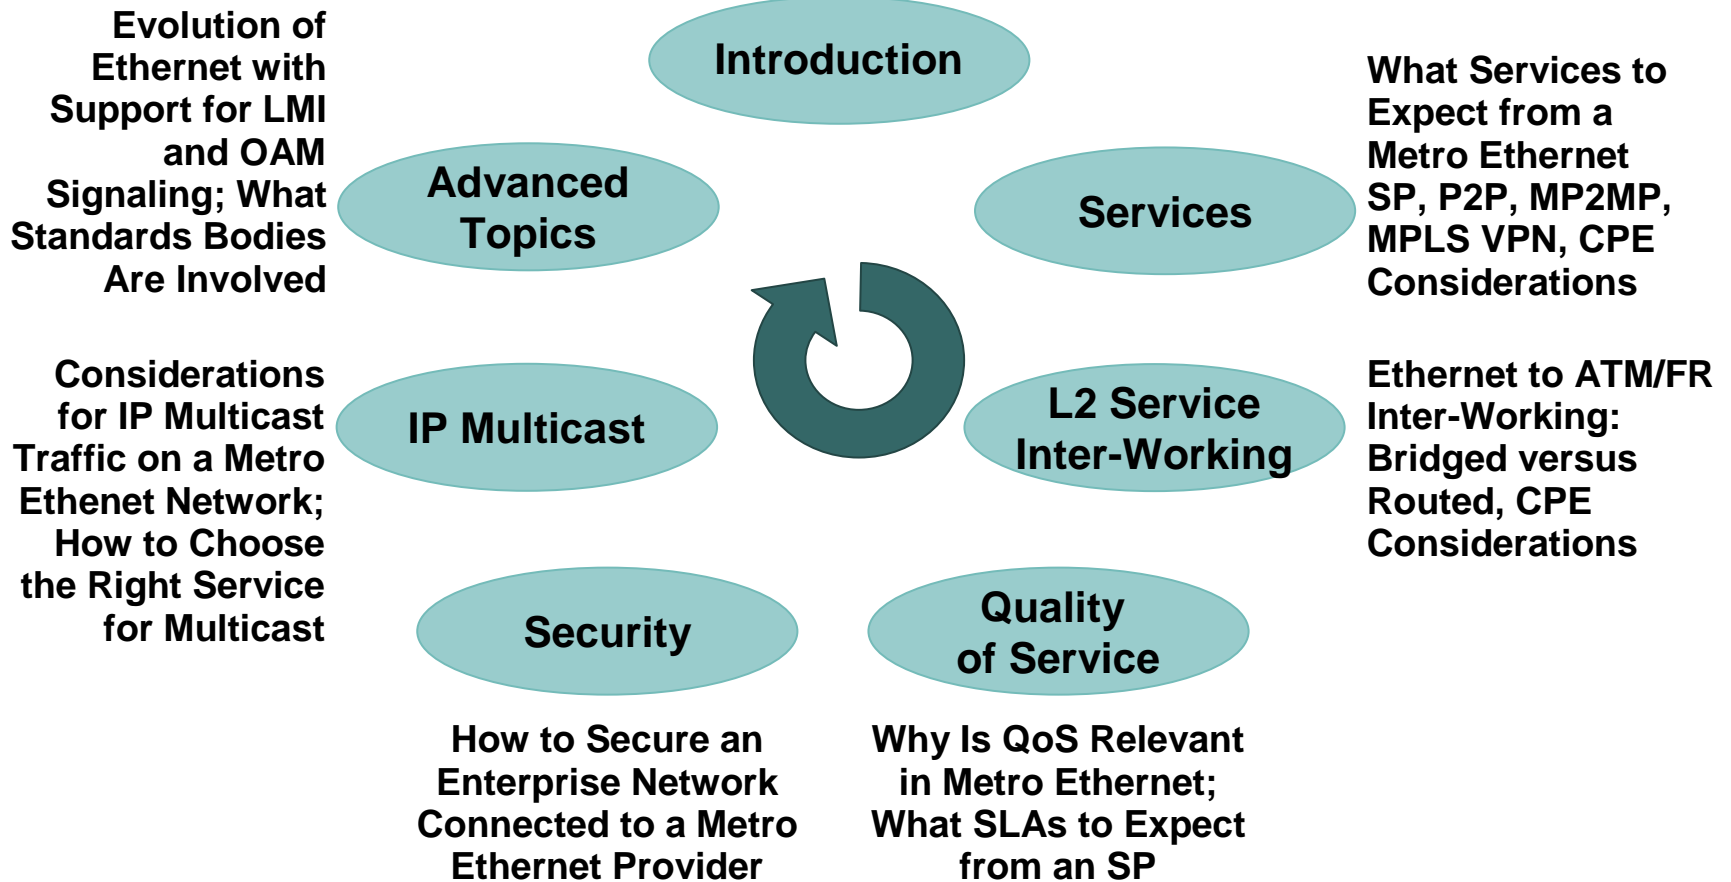 Introduction
Services
What Services to
Expect from a
Metro Ethernet
SP, P2P, MP2MP,
MPLS VPN, CPE
Considerations
L2 Service
Inter-Working
Ethernet to ATM/FR
Inter-Working:
Bridged versus
Routed, CPE
Considerations
Quality
of Service
Why Is QoS Relevant
in Metro Ethernet;
What SLAs to Expect
from an SP
Security
How to Secure an
Enterprise Network
Connected to a Metro
Ethernet Provider
IP Multicast
Considerations
for IP Multicast
Traffic on a Metro
Ethenet Network;
How to Choose
the Right Service
for Multicast
Advanced
Topics
Evolution of
Ethernet with
Support for LMI
and OAM
Signaling; What
Standards Bodies
Are Involved